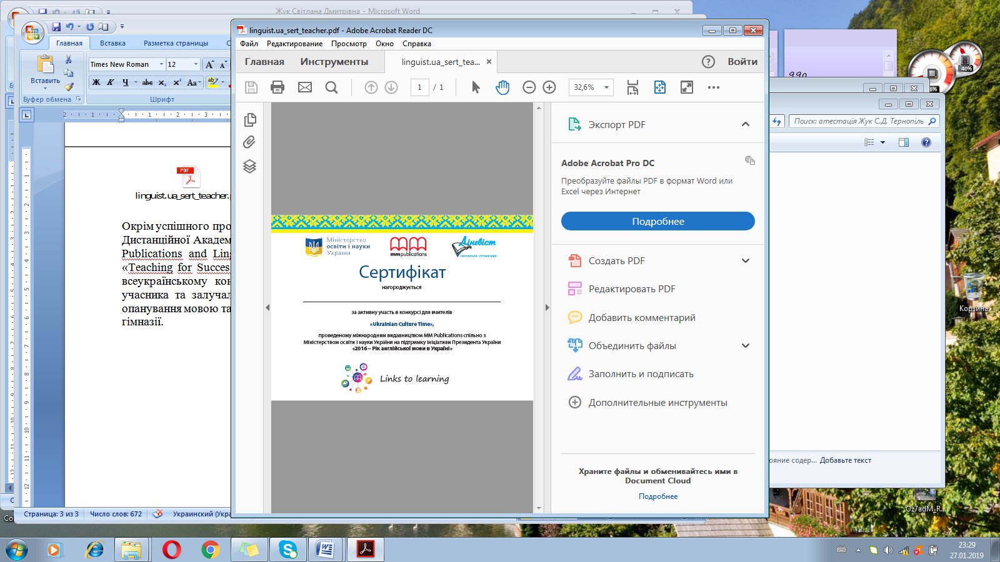 Жук Світлана Дмитрівна - Microsoft Word
Главная
Вставка
Разметка страницы
Times New Roman
12
Вставить
Буфер обмена
Шрифт
linguist.ua_sert_teacher.p
Окрім успішного про
Дистанційної Академ
Publications and Ling
«Teaching for Succes
всеукраїнському кон
учасника та залучал
опанування мовою та
гімназії.
Страница: 3 из 3
Число слов: 672
Украинский (Укра
linguist.ua_sert_teacher.pdf - Adobe Acrobat Reader DC
Файл
Редактирование
Просмотр
Окно
Справка
Главная
Инструменты
linguist.ua_sert_tea...
Войти
1 / 1
32,6%
Міністерство
освіти і науки
України
mmpublications
Лінгвіст
навчальна література
Сертифікат
нагороджується
за активну участь в конкурсі для вчителів
«Ukrainian Culture Time»,
проведеному міжнародним видавництвом MM Publications спільно з
Міністерством освіти і науки України на підтримку ініціативи Президента України
«2016 – Рік англійської мови в Україні»
Links to learning
Экспорт PDF
Adobe Acrobat Pro DC
Преобразуйте файлы PDF в формат Word или
Excel через Интернет
Подробнее
Создать PDF
Редактировать PDF
Добавить комментарий
Объединить файлы
Заполнить и подписать
Дополнительные инструменты
Храните файлы и обменивайтесь ими в
Document Cloud
Подробнее
40%
Поиск: атестація Жук С.Д. Тернопіль
ояние содер... Добавьте текст
Корзина
Oz7adM_R...
23:29
27.01.2019